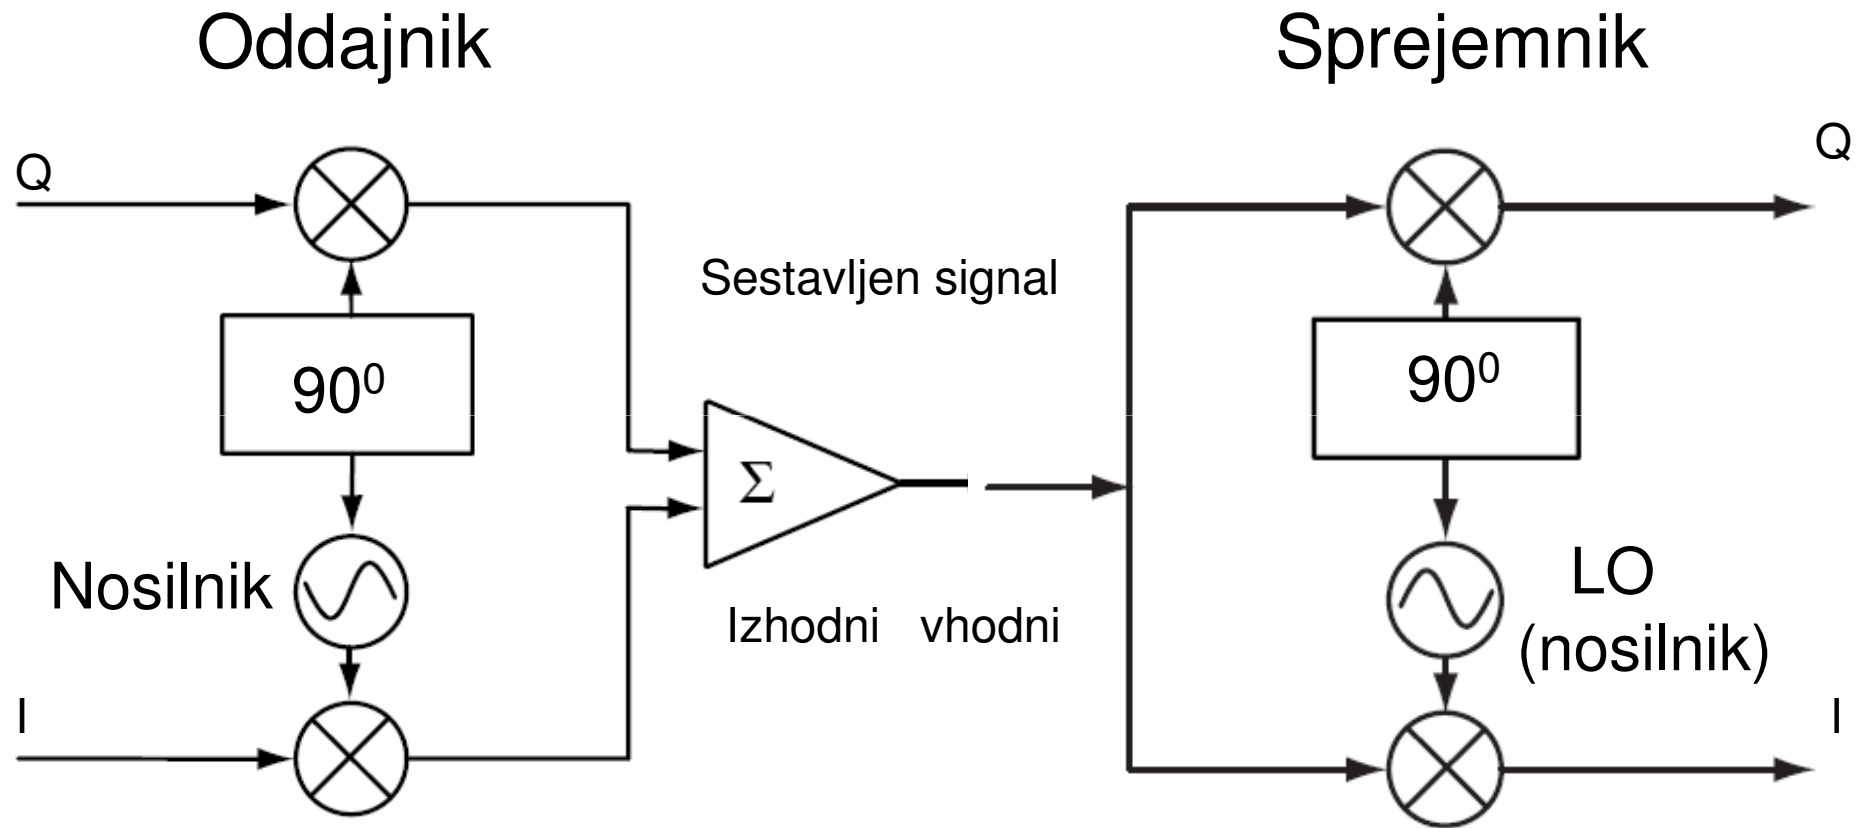 Oddajnik
Sprejemnik
Q
Q
Sestavljen signal
90⁰
90⁰
Σ
Nosilnik
LO
(nosilnik)
Izhodni vhodni
I
I